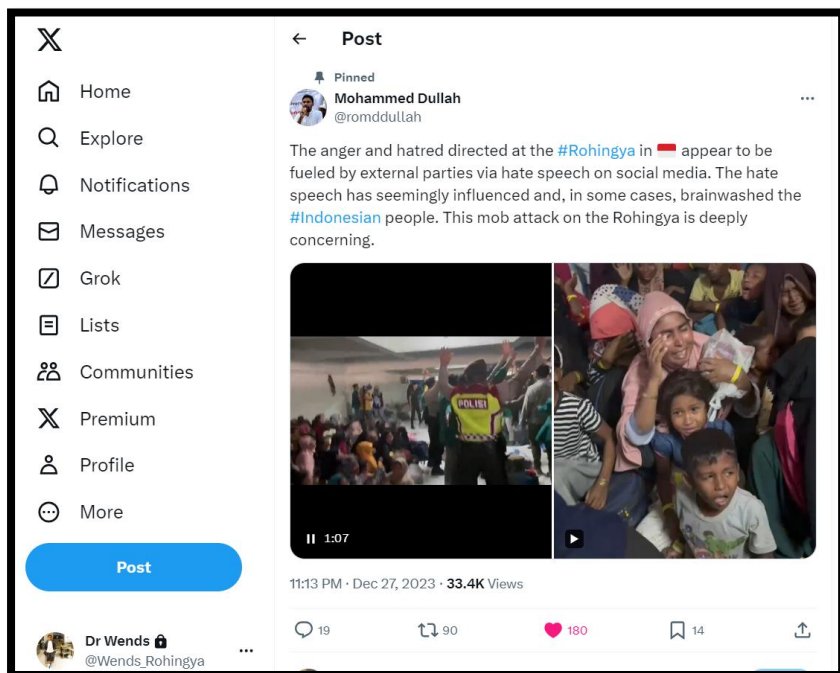 Home
Explore
Notifications
Messages
Grok
Lists
Communities
Premium
Profile
More
Post
Dr Wends
@Wends_Rohingya
Post
Pinned
Mohammed Dullah
@romddullah
The anger and hatred directed at the #Rohingya in appear to be
fueled by external parties via hate speech on social media. The hate
speech has seemingly influenced and, in some cases, brainwashed the
#Indonesian people. This mob attack on the Rohingya is deeply
concerning.
POLISI
1:07
11:13 PM · Dec 27, 2023 · 33.4K Views
19 90 180 14